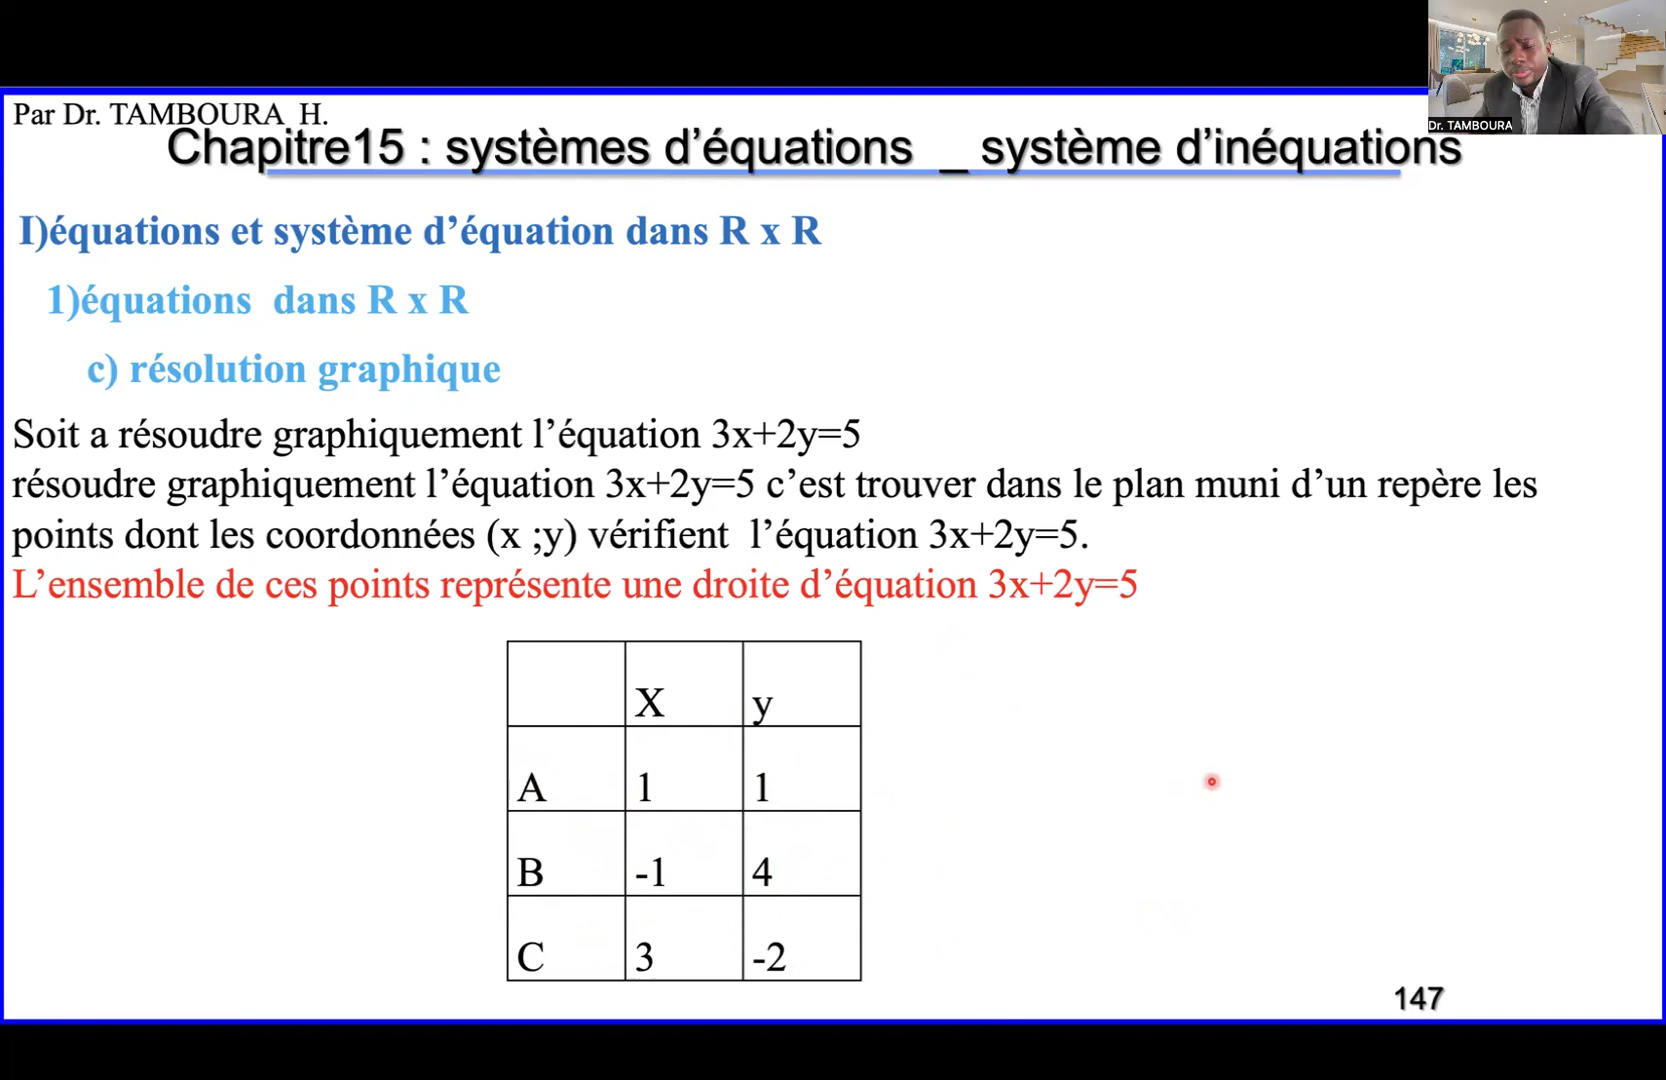 Par Dr. TAMBOURA H.
Dr. TAMBOURA
Chapitre15 : systèmes d’équations _ système d’inéquations
I)équations et système d’équation dans R x R
1)équations dans R x R
c) résolution graphique
Soit a résoudre graphiquement l’équation 3x+2y=5
résoudre graphiquement l’équation 3x+2y=5 c’est trouver dans le plan muni d’un repère les
points dont les coordonnées (x ;y) vérifient l’équation 3x+2y=5.
L’ensemble de ces points représente une droite d’équation 3x+2y=5
X y
A 1 1
B -1 4
C 3 -2
147